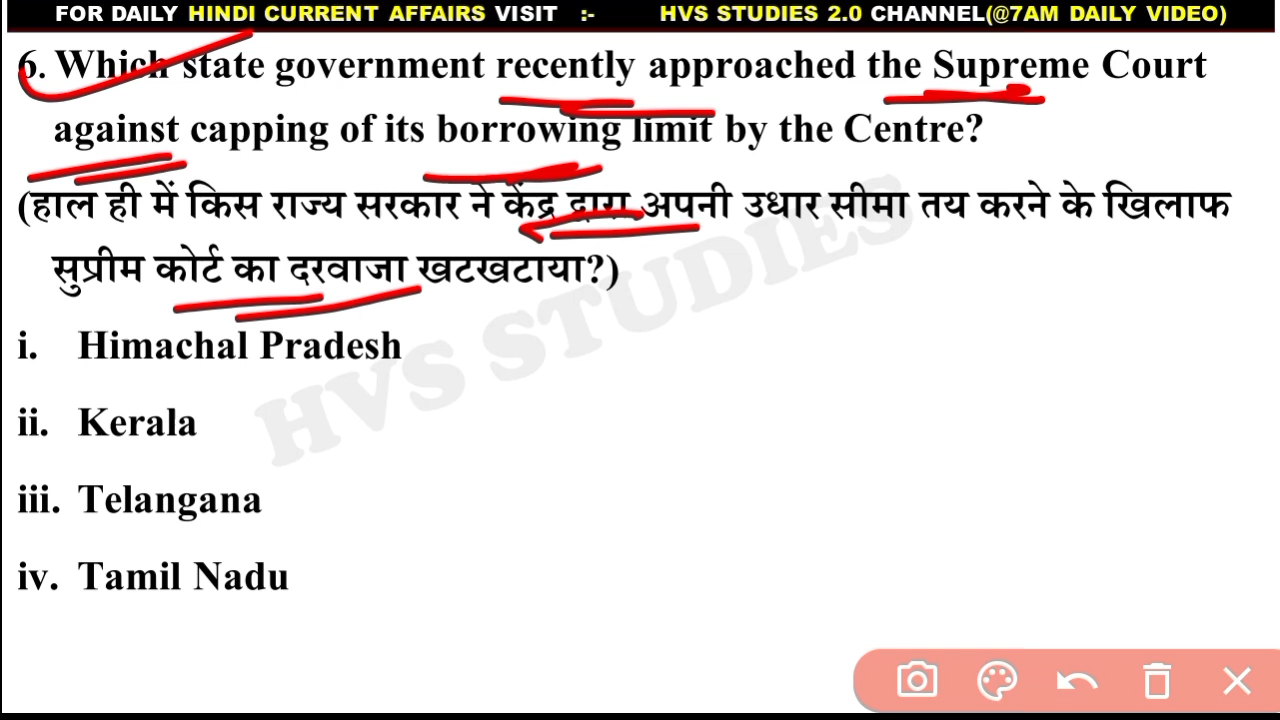 FOR DAILY HINDI CURRENT AFFAIRS VISIT :- HVS STUDIES 2.0 CHANNEL(@7AM DAILY VIDEO)
6. Which state government recently approached the Supreme Court
against capping of its borrowing limit by the Centre?
(हाल ही में किस राज्य सरकार ने केंद्र द्वारा अपनी उधार सीमा तय करने के खिलाफ
सुप्रीम कोर्ट का दरवाजा खटखटाया?)
HVS STUDIES
i. Himachal Pradesh
ii. Kerala
iii. Telangana
iv. Tamil Nadu